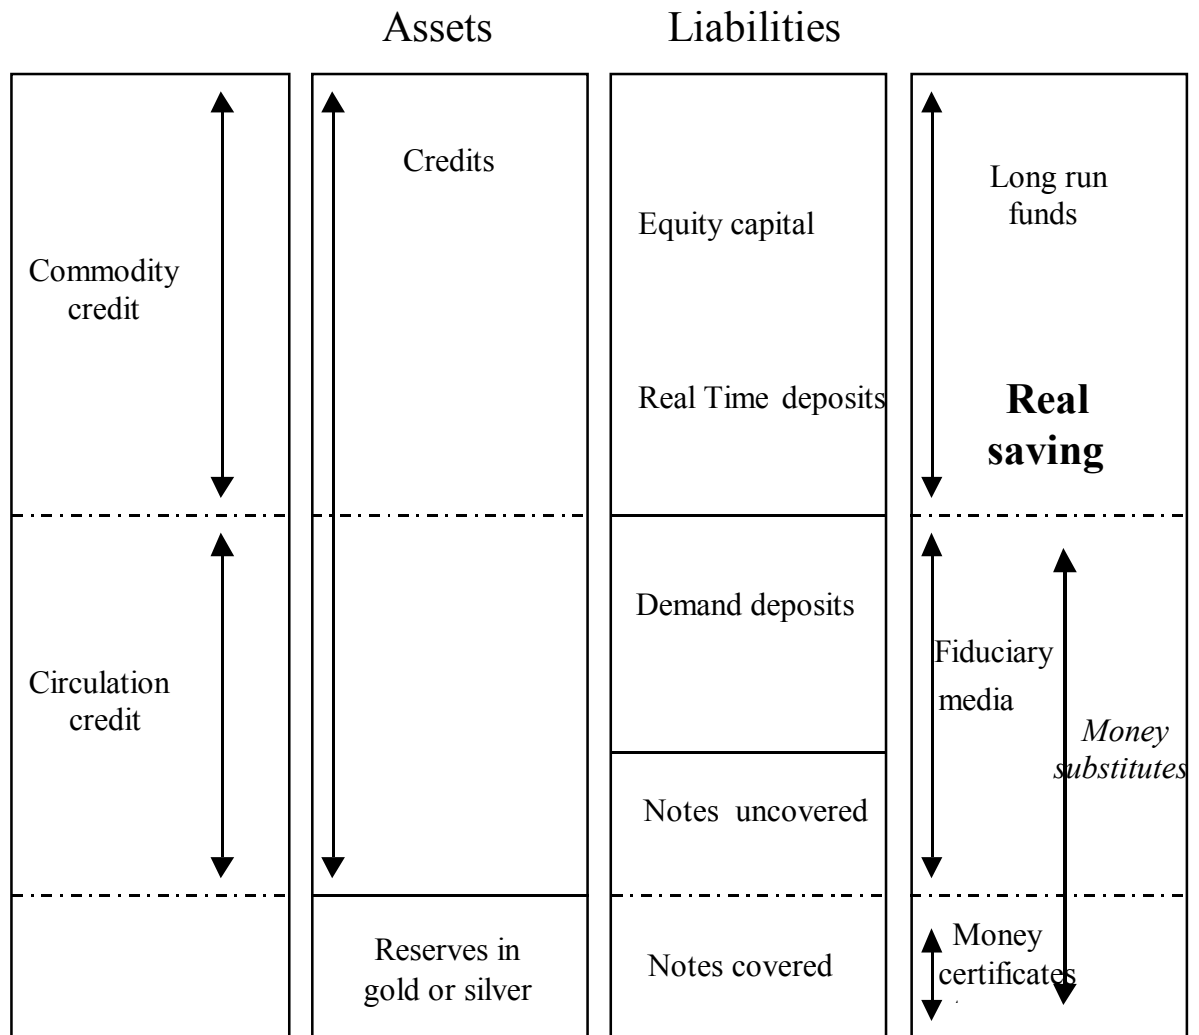 Assets
Liabilities
Commodity
credit
Circulation
credit
Credits
Reserves in
gold or silver
Equity capital
Real Time deposits
Demand deposits
Notes uncovered
Notes covered
Long run
funds
Real
saving
Fiduciary
media
Money
substitutes
Money
certificates